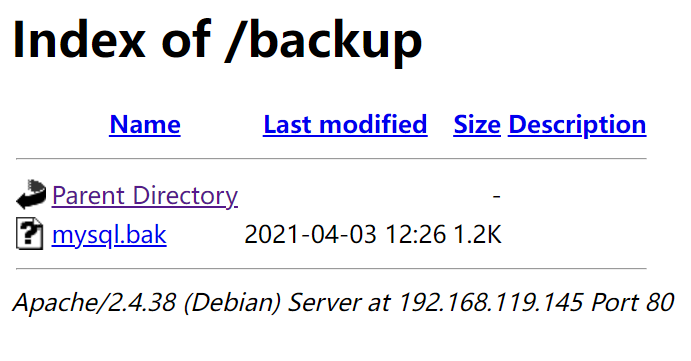 Index of /backup
Name Last modified Size Description
Parent Directory -
mysql.bak 2021-04-03 12:26 1.2K
Apache/2.4.38 (Debian) Server at 192.168.119.145 Port 80